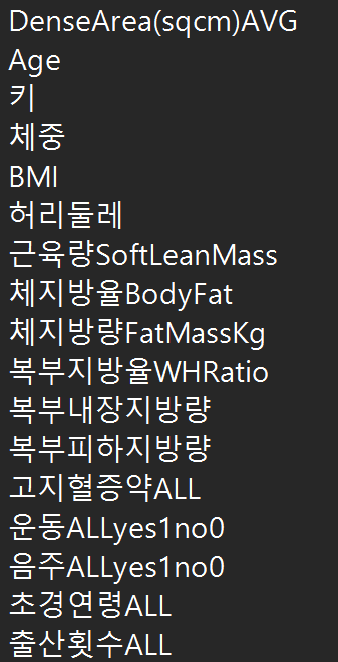 DenseArea(sqcm)AVG
Age
키
체중
BMI
허리둘레
근육량SoftLeanMass
체지방율BodyFat
체지방량FatMassKg
복부지방율WHRatio
복부내장지방량
복부피하지방량
고지혈증약ALL
운동ALLyes1no0
음주ALLyes1no0
초경연령ALL
출산횟수ALL